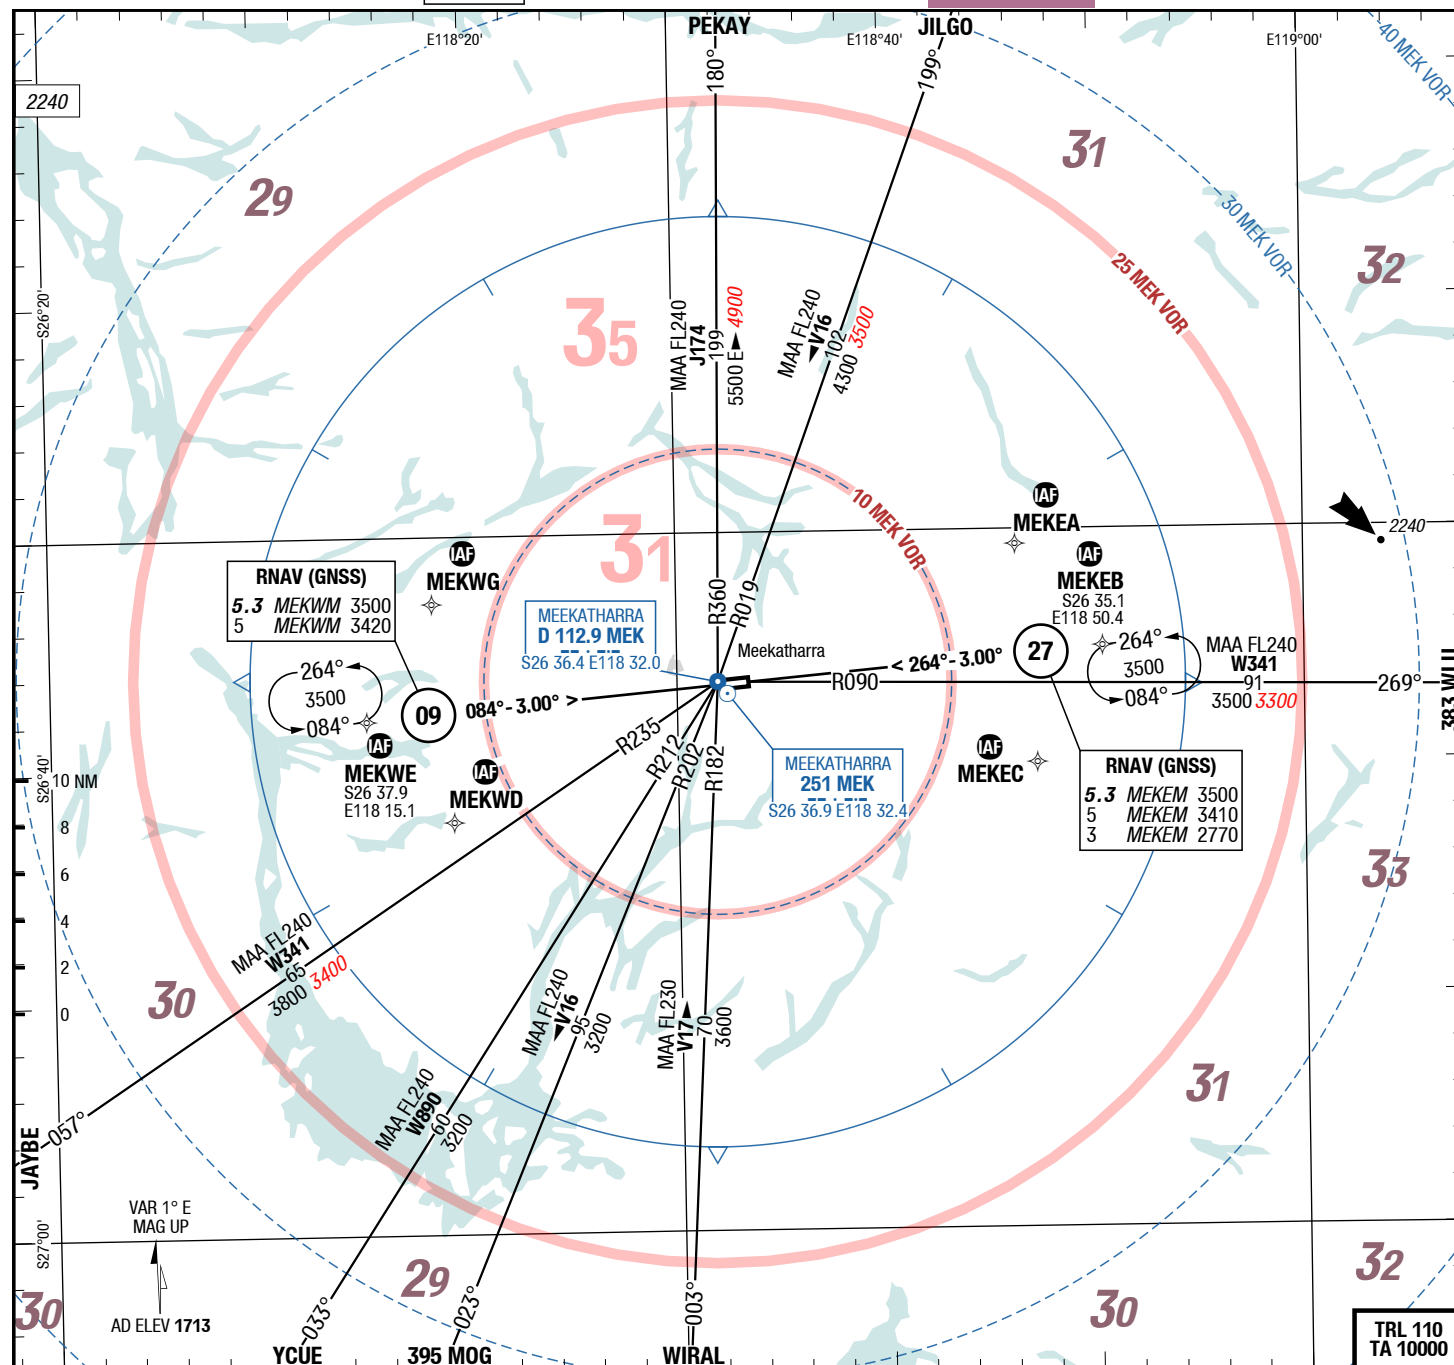 PEKAY
JILGO
E118°20'
E118°40'
E119°00'
40 MEK VOR
180°
199°
2240
31
29
30 MEK VOR
25 MEK VOR
32
S26°20'
35
MAA FL240
J174
199
5500 E 4900
MAA FL240
V16
102
4300 3500
10 MEK VOR
IAF
MEKEA
2240
31
IAF
MEKWG
IAF
MEKEB
S26 35.1
E118 50.4
RNAV (GNSS)
5.3 MEKWM 3500
5 MEKWM 3420
R360
R019
MEEKATHARRA
D 112.9 MEK
S26 36.4 E118 32.0
Meekatharra
27
264°
3500
084°
MAA FL240
W341
91
3500 3300
264°
3500
084°
09
084°- 3.00° >
< 264°- 3.00°
R090
269°
383 WLU
R235
R212
R202
R182
IAF
MEKWE
S26 37.9
E118 15.1
IAF
MEKWD
MEEKATHARRA
251 MEK
S26 36.9 E118 32.4
IAF
MEKEC
RNAV (GNSS)
5.3 MEKEM 3500
5 MEKEM 3410
3 MEKEM 2770
S26°40'
10 NM
8
6
4
2
0
33
MAA FL240
W341
65
3800 3400
30
MAA FL240
V16
95
3200
MAA FL230
V17
70
3600
31
MAA FL240
W890
60
3200
057°
JAYBE
VAR 1° E
MAG UP
S27°00'
AD ELEV 1713
30
29
32
30
033°
023°
003°
YCUE
395 MOG
WIRAL
TRL 110
TA 10000